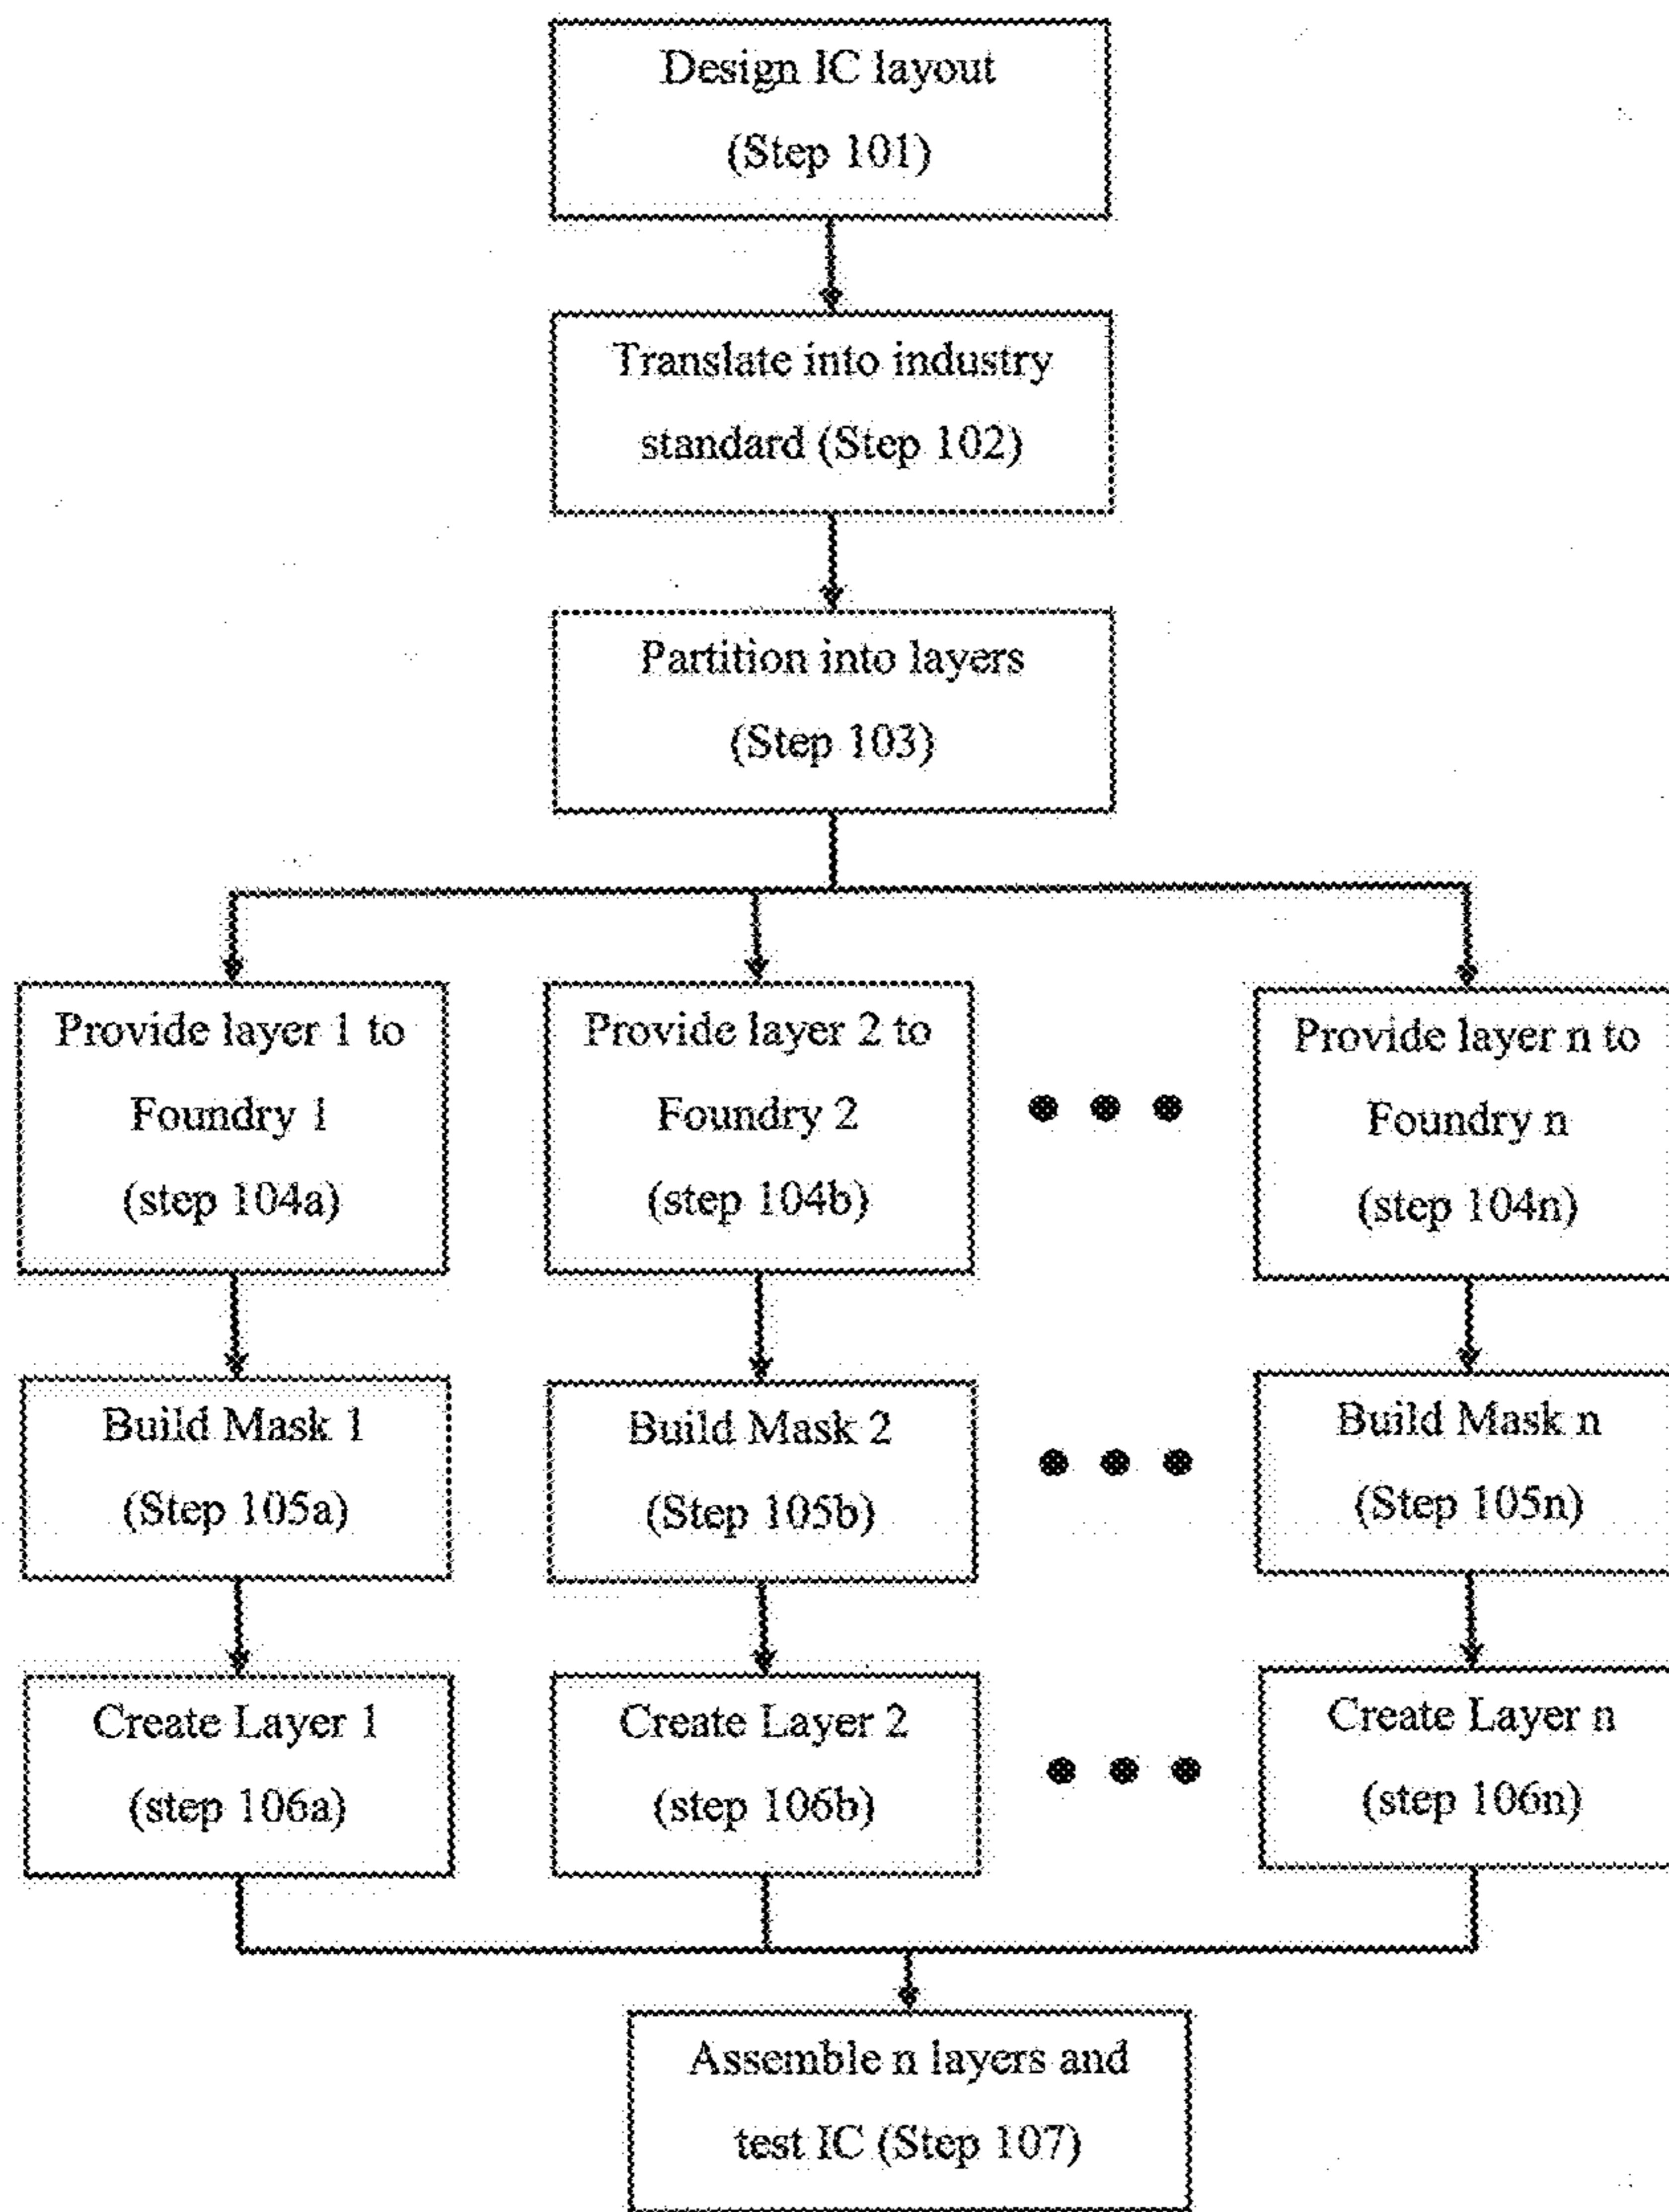 Design IC layout
(Step 101)
Translate into industry
standard (Step 102)
Partition into layers
(Step 103)
Provide layer 1 to
Foundry 1
(step 104a)
Provide layer 2 to
Foundry 2
(step 104b)
Provide layer n to
Foundry n
(step 104n)
Build Mask 1
(Step 105a)
Build Mask 2
(Step 105b)
Build Mask n
(Step 105n)
Create Layer 1
(step 106a)
Create Layer 2
(step 106b)
Create Layer n
(step 106n)
Assemble n layers and
test IC (Step 107)